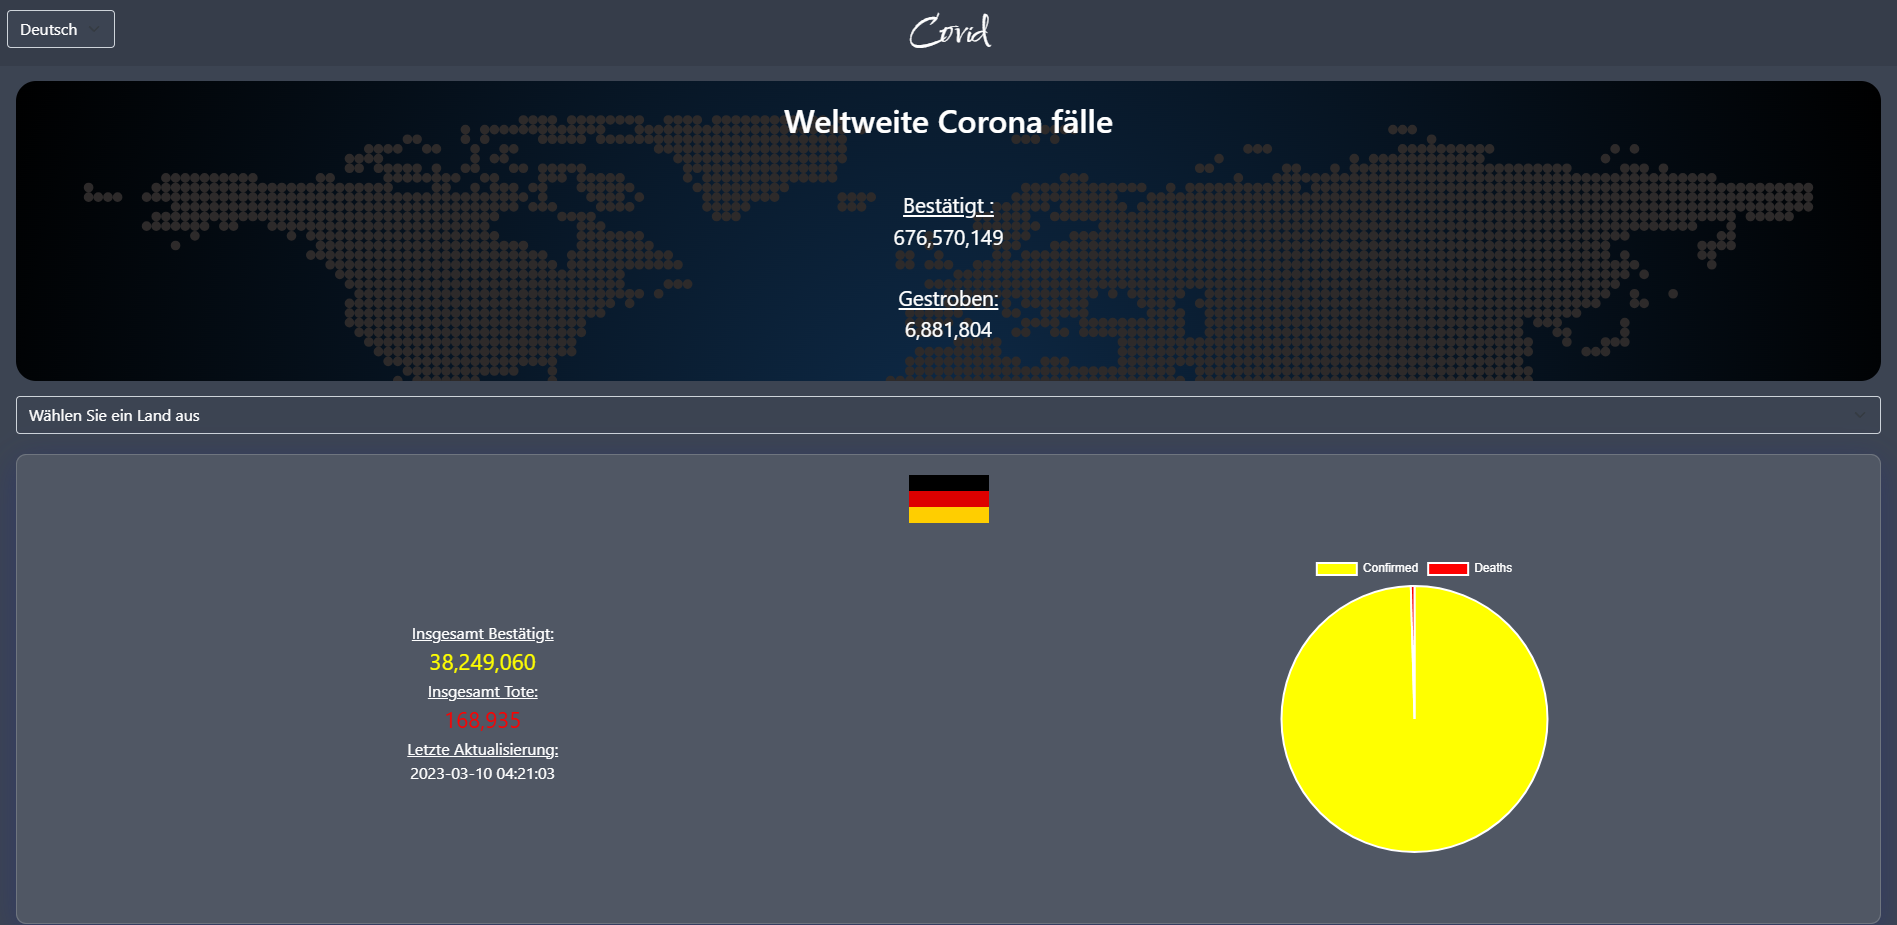 Deutsch
Covid
Weltweite Corona fälle
Bestätigt :
676,570,149
Gestroben:
6,881,804
Wählen Sie ein Land aus
Confirmed Deaths
Insgesamt Bestätigt:
38,249,060
Insgesamt Tote:
168,935
Letzte Aktualisierung:
2023-03-10 04:21:03